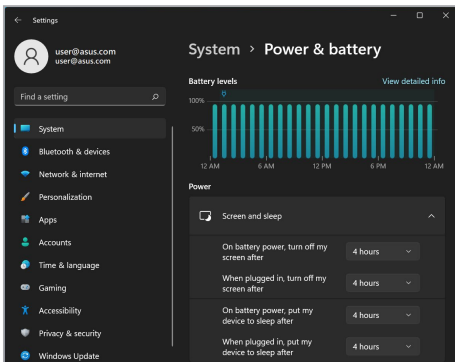 Settings
user@asus.com
user@asus.com
Find a setting
System
Bluetooth & devices
Network & internet
Personalization
Apps
Accounts
Time & language
Gaming
Accessibility
Privacy & security
Windows Update
System > Power & battery
Battery levels
View detailed info
100%
50%
12 AM
6 AM
12 PM
6 PM
12 AM
Power
Screen and sleep
On battery power, turn off my
screen after
4 hours
When plugged in, turn off my
screen after
4 hours
On battery power, put my
device to sleep after
4 hours
When plugged in, put my
device to sleep after
4 hours